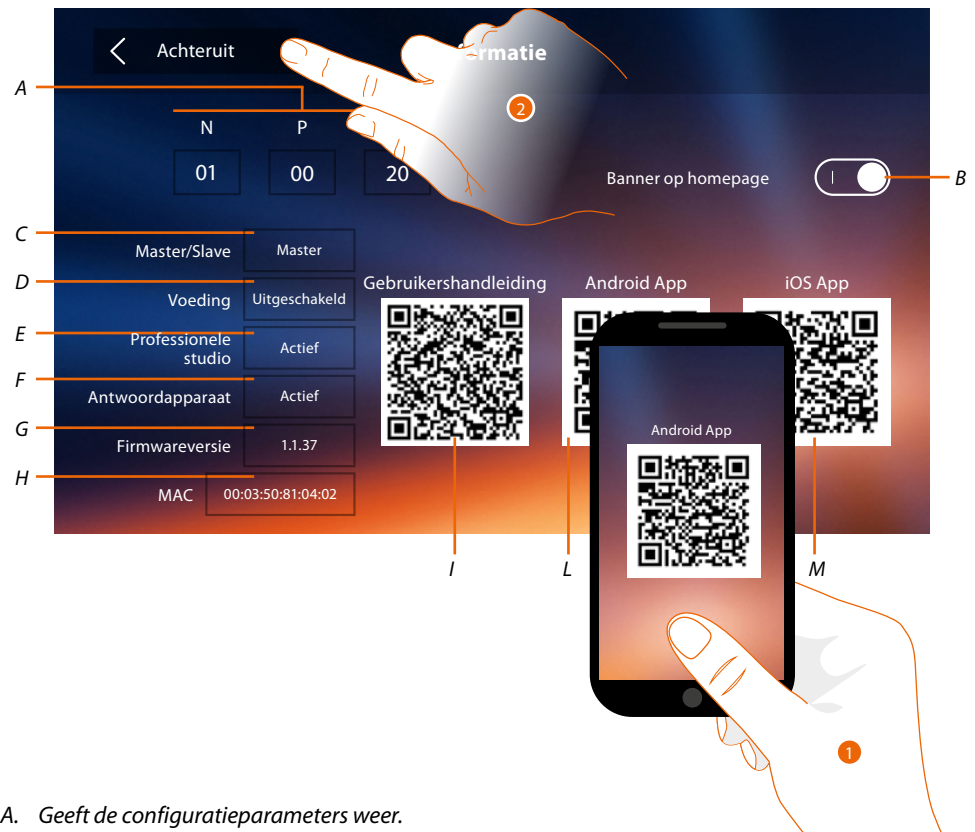 Achteruit
ormatie
A
2
N P
01 00 20
Banner op homepage
B
C
Master/Slave Master
D
Voeding Uitgeschakeld
E
Professionele
studio
Actief
F
Antwoordapparaat Actief
G
Firmwareversie 1.1.37
H
MAC 00:03:50:81:04:02
Gebruikershandleiding Android App iOS App
Android App
I L M
1
A. Geeft de configuratieparameters weer.